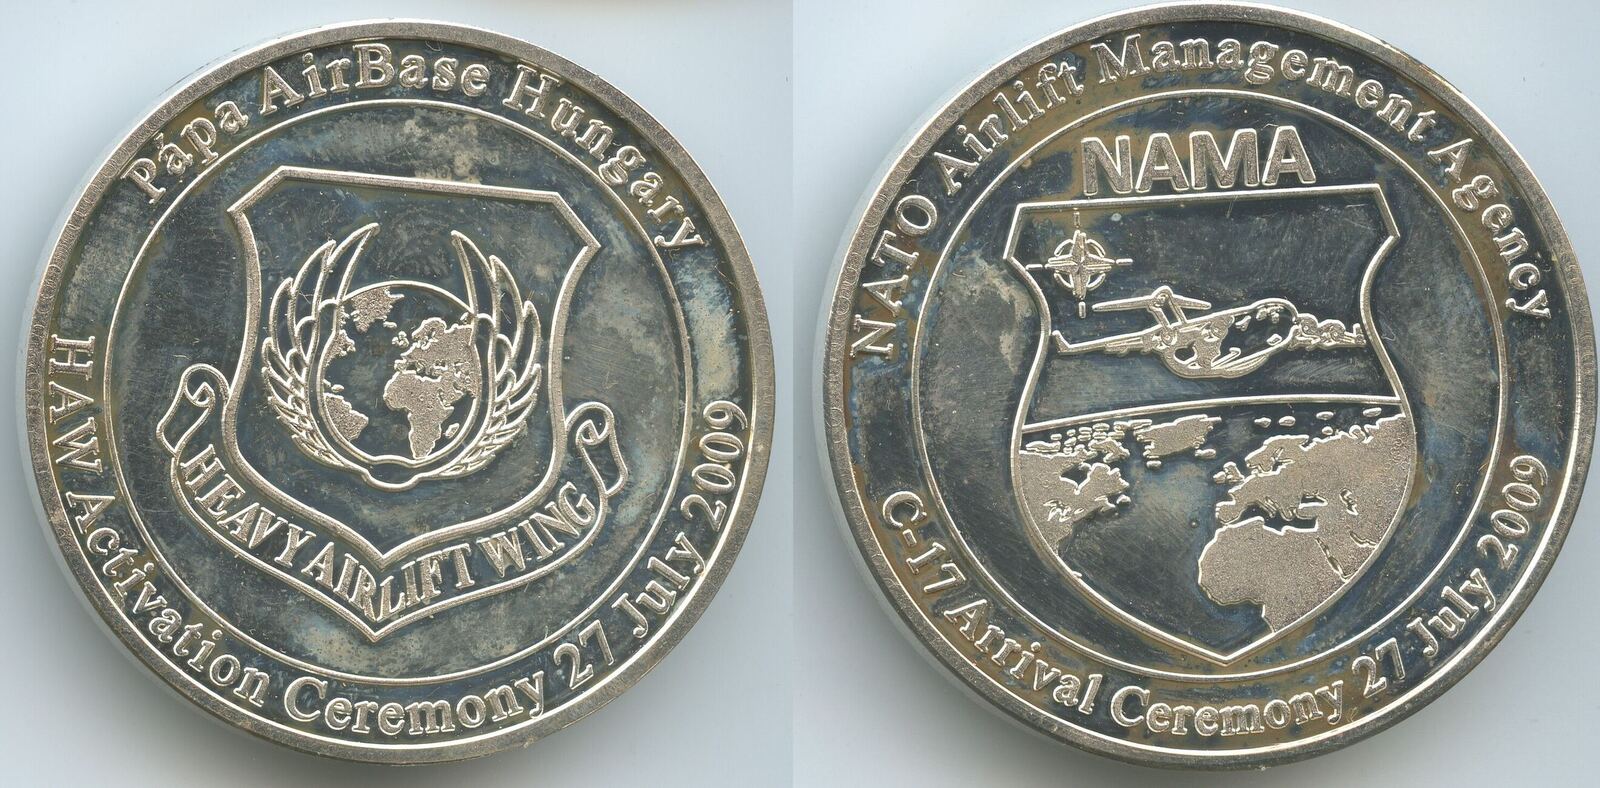 Pápa AirBase Hungary
HEAVY AIRLIFT WING
HAW Activation Ceremony 27 July 2009
NATO Airlift Management Agency
NAMA
C-17 Arrival Ceremony 27 July 2009